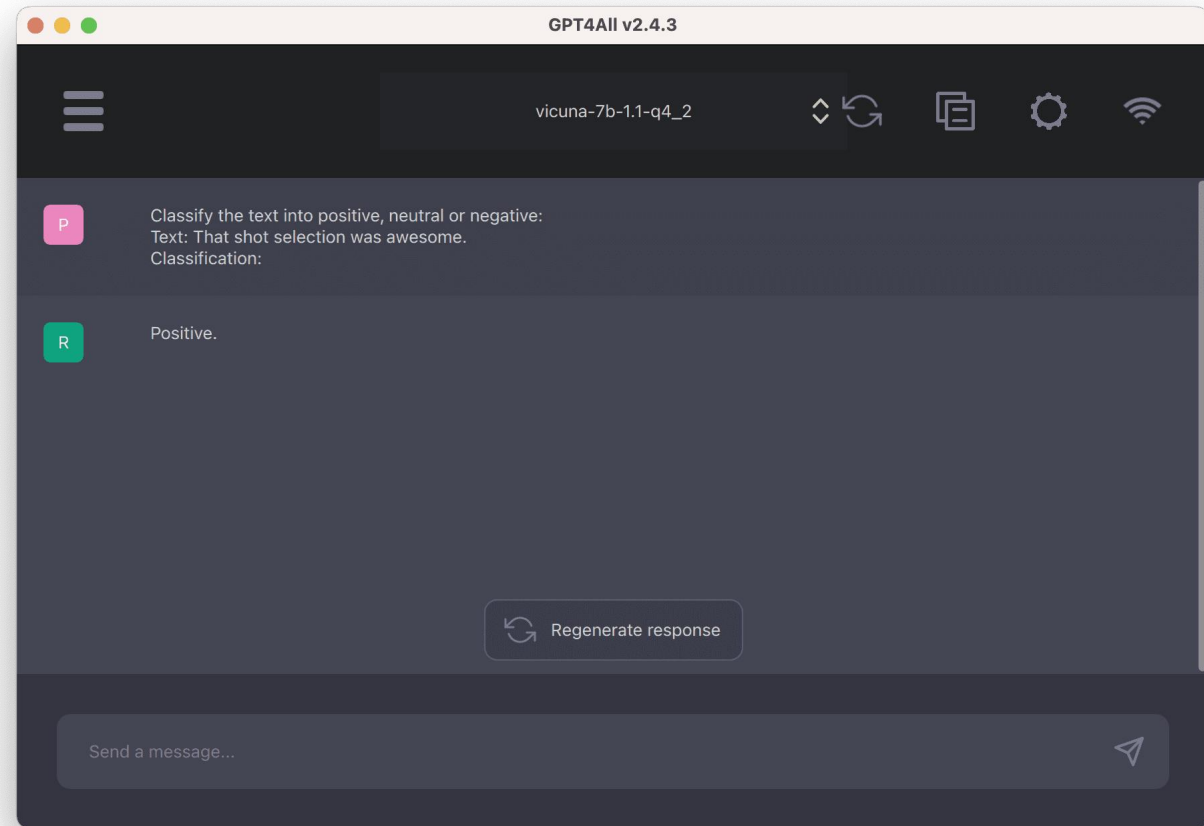 GPT4All v2.4.3
vicuna-7b-1.1-q4_2
P
Classify the text into positive, neutral or negative:
Text: That shot selection was awesome.
Classification:
R
Positive.
Regenerate response
Send a message...